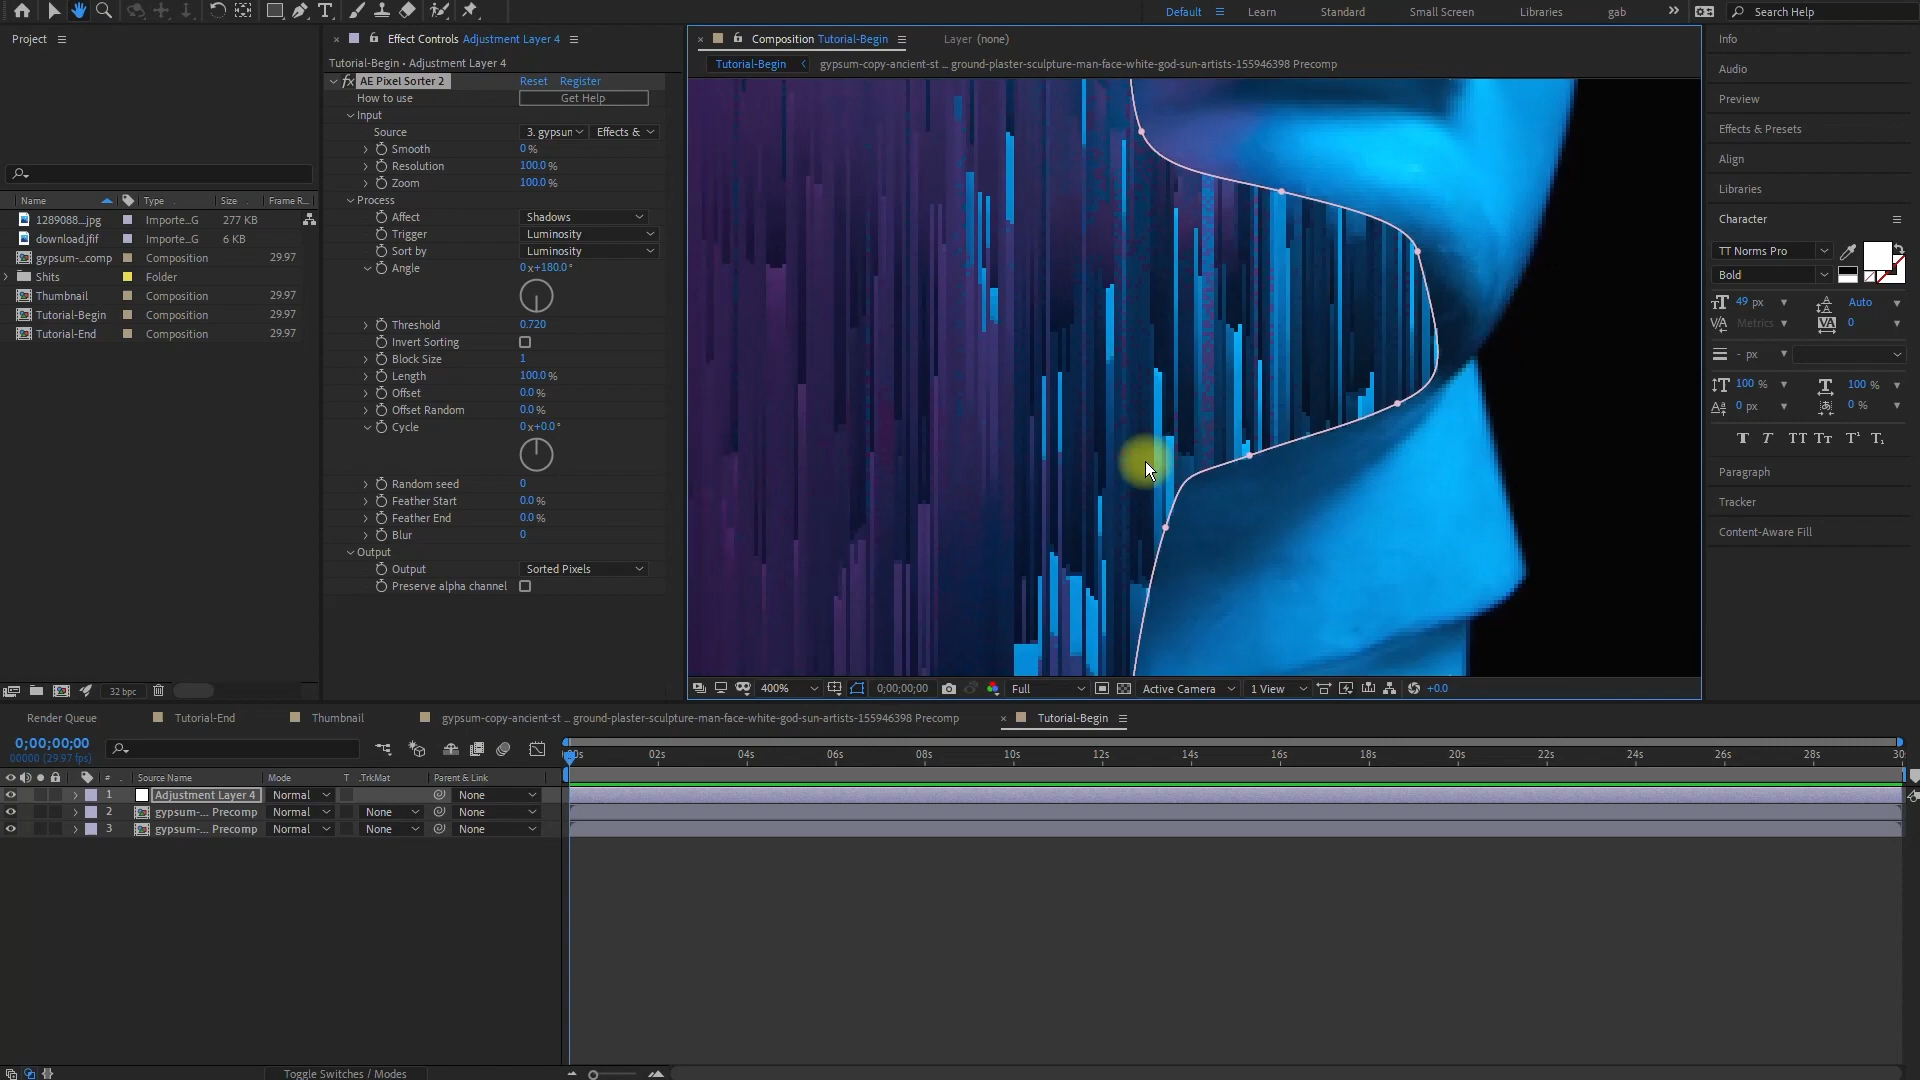 Default
Learn
Standard
Small Screen
Libraries
gab
Search Help
Project
Effect Controls Adjustment Layer 4
Tutorial-Begin • Adjustment Layer 4
AE Pixel Sorter 2
Reset
Register
How to use
Get Help
Input
Source
3. gypsun
Effects &
Smooth
0 %
Resolution
100.0 %
Zoom
100.0 %
Process
Affect
Shadows
Trigger
Luminosity
Sort by
Luminosity
Angle
0 x+180.0°
Threshold
0.720
Invert Sorting
Block Size
1
Length
100.0 %
Offset
0.0 %
Offset Random
0.0 %
Cycle
0 x+0.0°
Random seed
0
Feather Start
0.0 %
Feather End
0.0 %
Blur
0
Output
Output
Sorted Pixels
Preserve alpha channel
Name
Type
Size
Frame R...
1289088...jpg
Importe...G
277 KB
download.jfif
Importe...G
6 KB
gypsum-...comp
Composition
29.97
Shits
Folder
Thumbnail
Composition
29.97
Tutorial-Begin
Composition
29.97
Tutorial-End
Composition
29.97
32 bpc
Composition Tutorial-Begin
Layer (none)
Tutorial-Begin
gypsum-copy-ancient-st ... ground-plaster-sculpture-man-face-white-god-sun-artists-155946398 Precomp
400%
0;00;00;00
Full
Active Camera
1 View
+0.0
Info
Audio
Preview
Effects & Presets
Align
Libraries
Character
TT Norms Pro
Bold
49 px
Auto
Metrics
0
- px
100 %
100 %
0 px
0 %
Paragraph
Tracker
Content-Aware Fill
Render Queue
Tutorial-End
Thumbnail
gypsum-copy-ancient-st ... ground-plaster-sculpture-man-face-white-god-sun-artists-155946398 Precomp
Tutorial-Begin
0;00;00;00
00000 (29.97 fps)
02s
04s
06s
08s
10s
12s
14s
16s
18s
20s
22s
24s
26s
28s
30
#
Source Name
Mode
T
.TrkMat
Parent & Link
1
Adjustment Layer 4
Normal
None
2
gypsum-... Precomp
Normal
None
None
3
gypsum-... Precomp
Normal
None
None
Toggle Switches / Modes